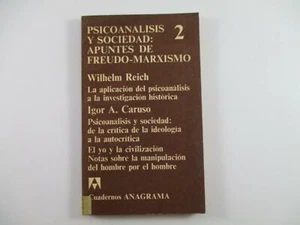 PSICOANALISIS
Y SOCIEDAD: 2
APUNTES DE
FREUDO-MARXISMO
Wilhelm Reich
La aplicación del psicoanálisis
a la investigación histórica
Igor A. Caruso
Psicoanálisis y sociedad:
de la crítica de la ideología
a la autocrítica
El yo y la civilización
Notas sobre la manipulación
del hombre por el hombre
Cuadernos ANAGRAMA